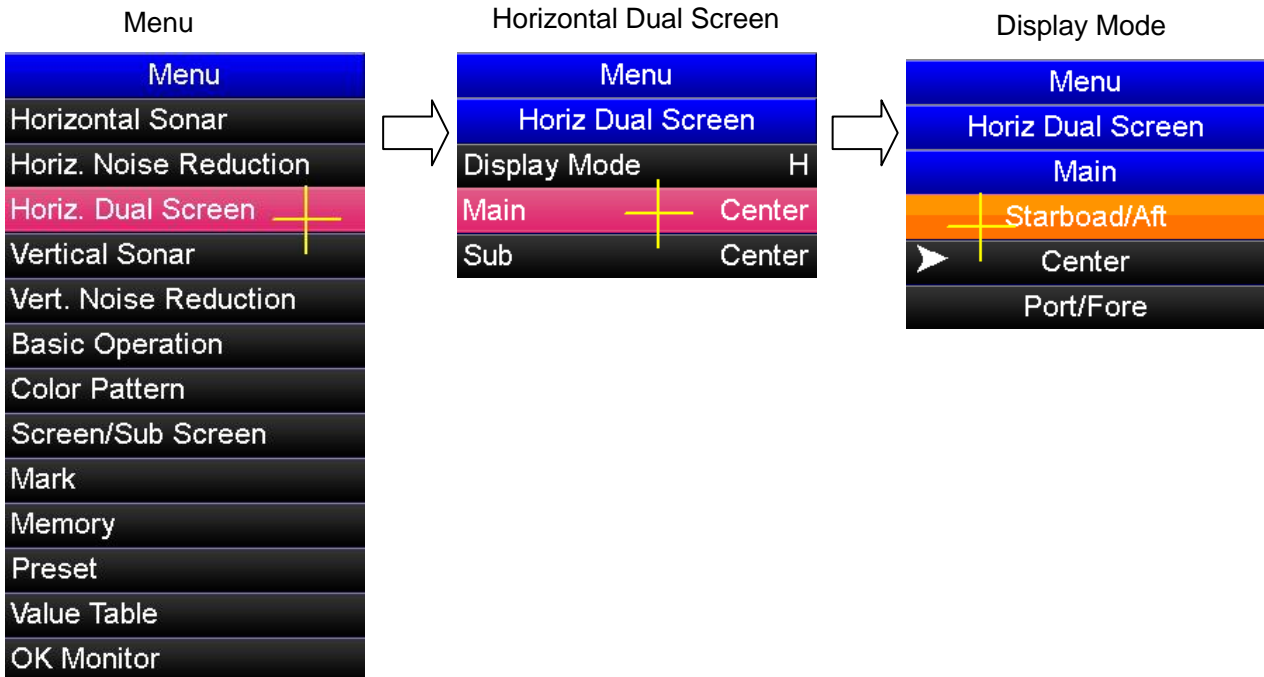 Menu
Menu
Horizontal Sonar
Horiz. Noise Reduction
Horiz. Dual Screen
Vertical Sonar
Vert. Noise Reduction
Basic Operation
Color Pattern
Screen/Sub Screen
Mark
Memory
Preset
Value Table
OK Monitor
Horizontal Dual Screen
Menu
Horiz Dual Screen
Display Mode H
Main Center
Sub Center
Display Mode
Menu
Horiz Dual Screen
Main
Starboad/Aft
Center
Port/Fore